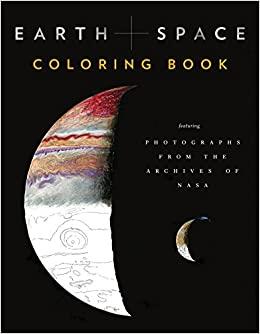 EARTH + SPACE
COLORING BOOK
featuring
PHOTOGRAPHS
FROM THE
ARCHIVES OF
NASA